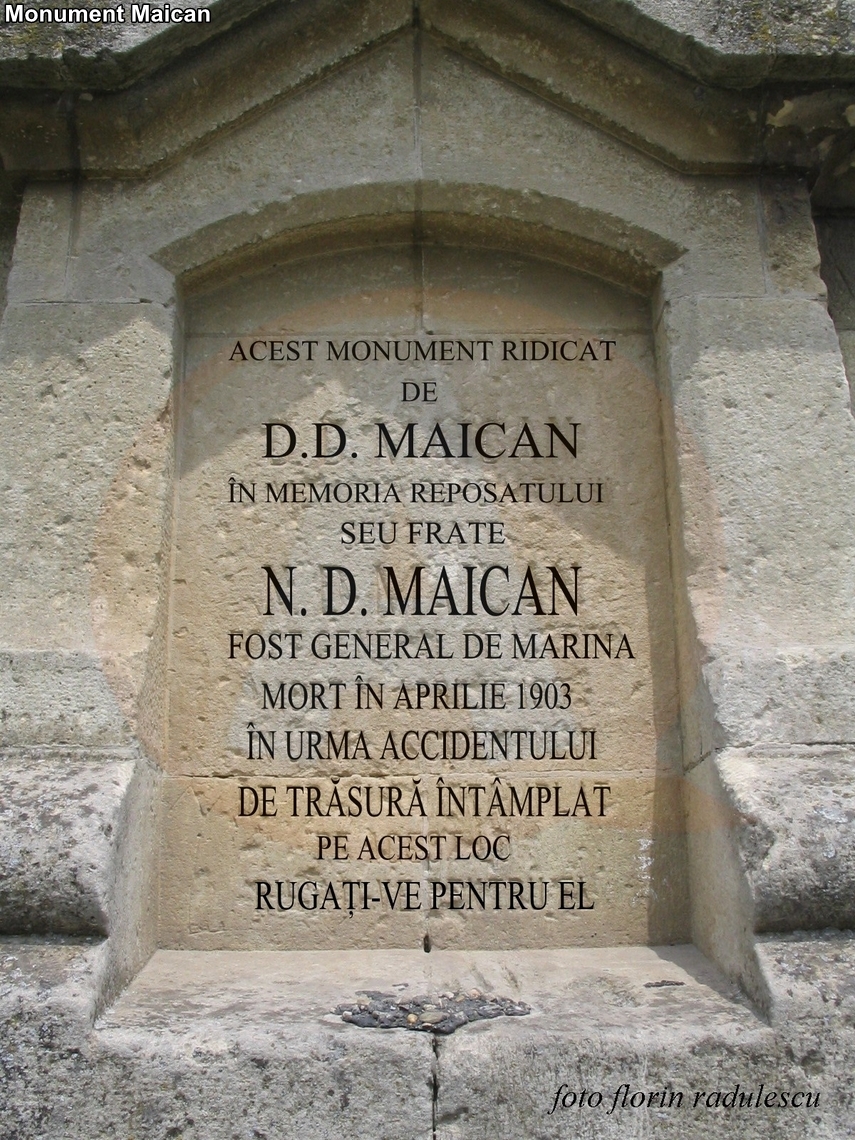 Monument Maican
ACEST MONUMENT RIDICAT
DE
D.D. MAICAN
ÎN MEMORIA REPOSATULUI
SEU FRATE
N. D. MAICAN
FOST GENERAL DE MARINA
MORT ÎN APRILIE 1903
ÎN URMA ACCIDENTULUI
DE TRĂSURĂ ÎNTÂMPLAT
PE ACEST LOC
RUGAȚI-VE PENTRU EL
foto florin radulescu